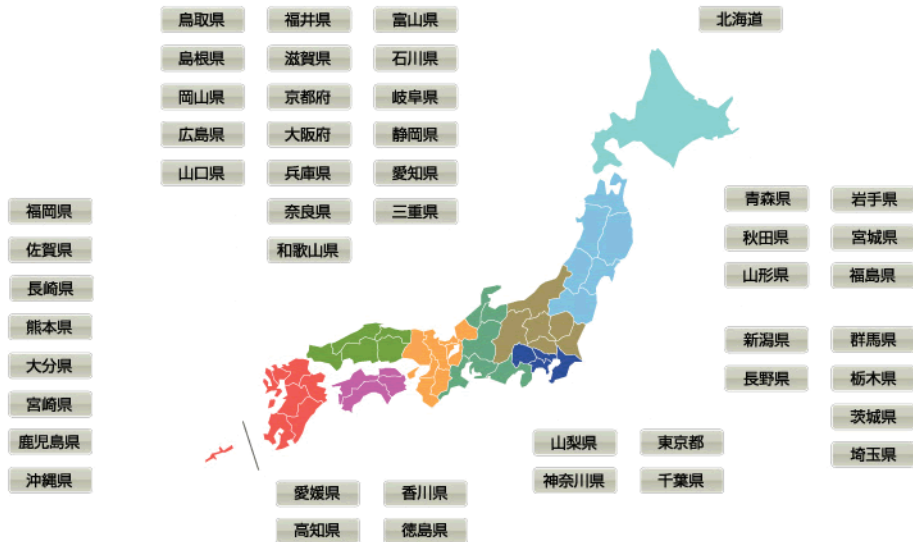 鳥取県 福井県 富山県 北海道
島根県 滋賀県 石川県
岡山県 京都府 岐阜県
広島県 大阪府 静岡県
山口県 兵庫県 愛知県
奈良県 三重県
和歌山県
福岡県
佐賀県
長崎県
熊本県
大分県
宮崎県
鹿児島県
沖縄県
青森県 岩手県
秋田県 宮城県
山形県 福島県
新潟県 群馬県
長野県 栃木県
茨城県
埼玉県
山梨県 東京都
神奈川県 千葉県
愛媛県 香川県
高知県 徳島県